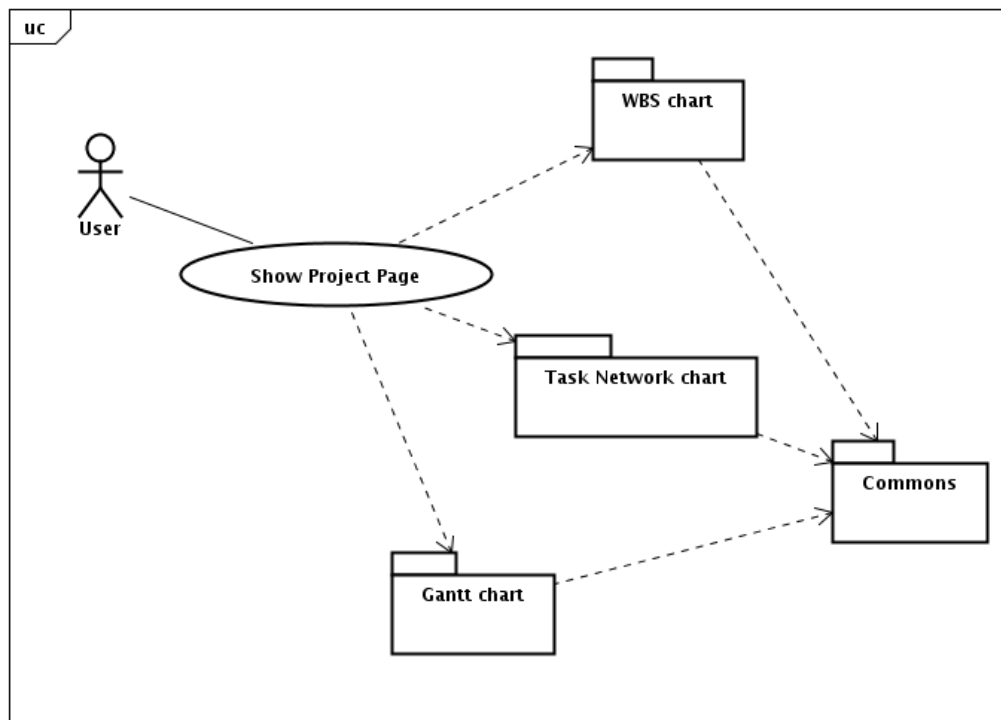 uc
WBS chart
User
Show Project Page
Task Network chart
Commons
Gantt chart